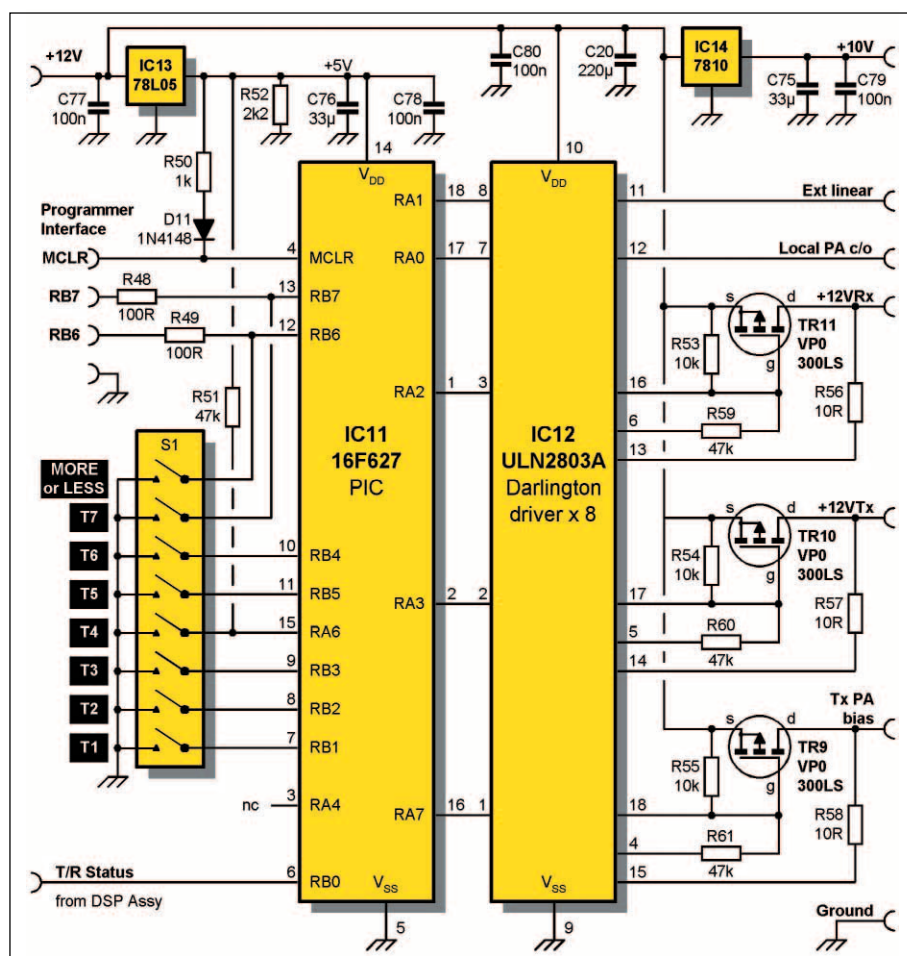 +12V
IC13
78L05
+5V
C77
100n
R52
2k2
C76
33µ
C78
100n
C80
100n
C20
220µ
IC14
7810
+10V
C75
33µ
C79
100n
R50
1k
D11
1N4148
Programmer
Interface
MCLR
RB7
R48
100R
RB6
R49
100R
R51
47k
S1
MORE
or LESS
T7
T6
T5
T4
T3
T2
T1
nc
T/R Status
from DSP Assy
14
VDD
4 MCLR
13 RB7
12 RB6
10 RB4
11 RB5
15 RA6
9 RB3
8 RB2
7 RB1
3 RA4
6 RB0
IC11
16F627
PIC
RA1 18
RA0 17
RA2 1
RA3 2
RA7 16
VSS
5
10
VDD
8
7
3
2
1
IC12
ULN2803A
Darlington
driver x 8
VSS
9
11 Ext linear
12 Local PA c/o
16
6
13
17
5
14
18
4
15
s d +12VRx
g
TR11
VP0
300LS
R53
10k
R56
10R
R59
47k
s d +12VTx
g
TR10
VP0
300LS
R54
10k
R57
10R
R60
47k
Tx PA
bias
s d
g
TR9
VP0
300LS
R55
10k
R58
10R
R61
47k
Ground